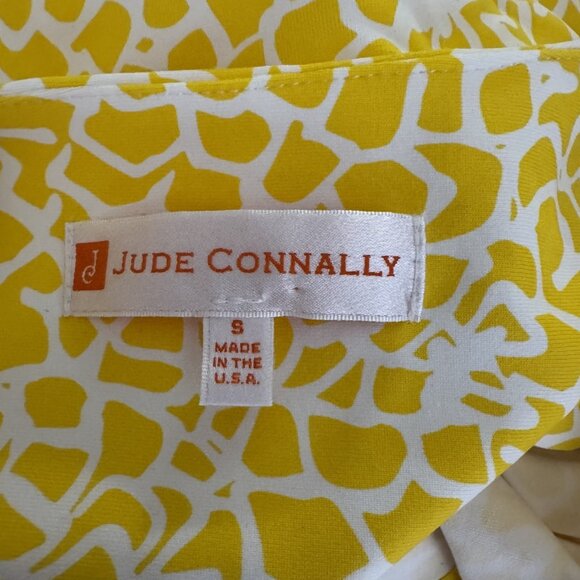 J JUDE CONNALLY
S
MADE
IN THE
U.S.A.